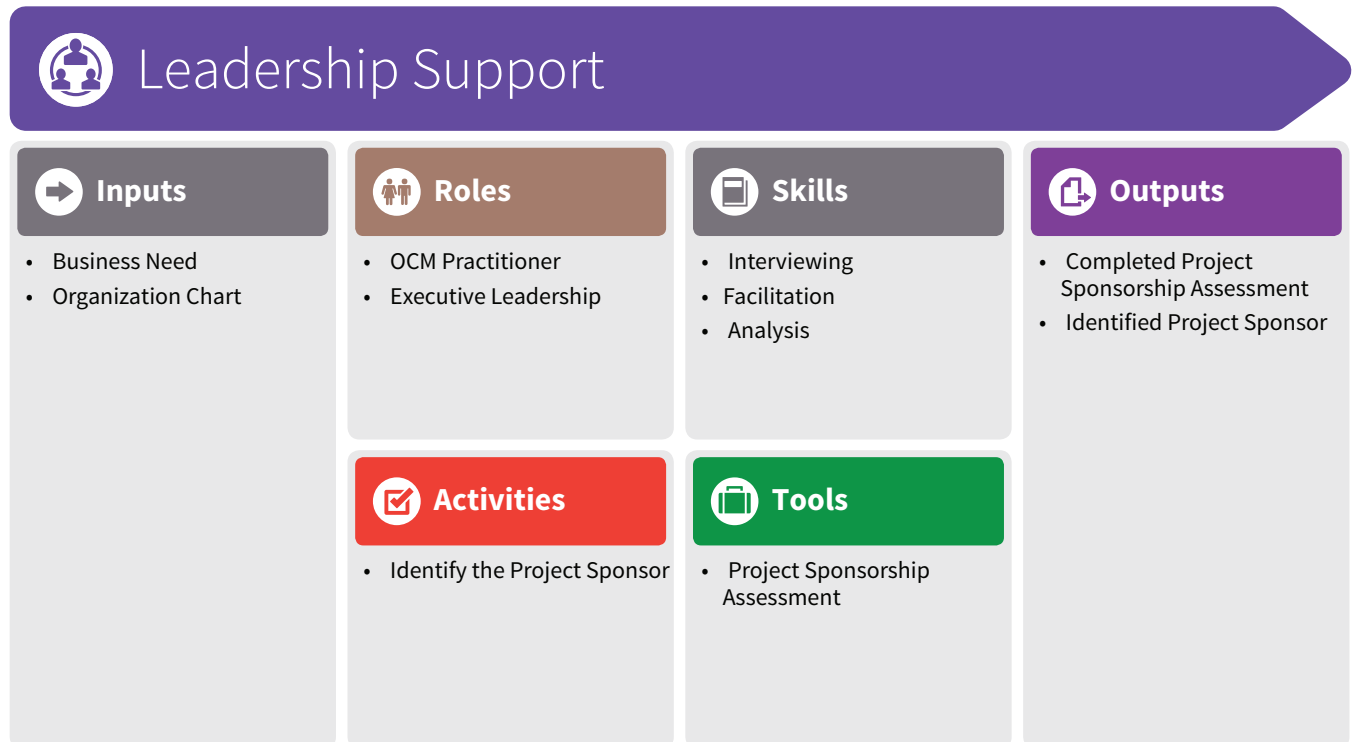 Leadership Support
Inputs
• Business Need
• Organization Chart
Roles
• OCM Practitioner
• Executive Leadership
Skills
• Interviewing
• Facilitation
• Analysis
Outputs
• Completed Project
Sponsorship Assessment
• Identified Project Sponsor
Activities
• Identify the Project Sponsor
Tools
• Project Sponsorship
Assessment